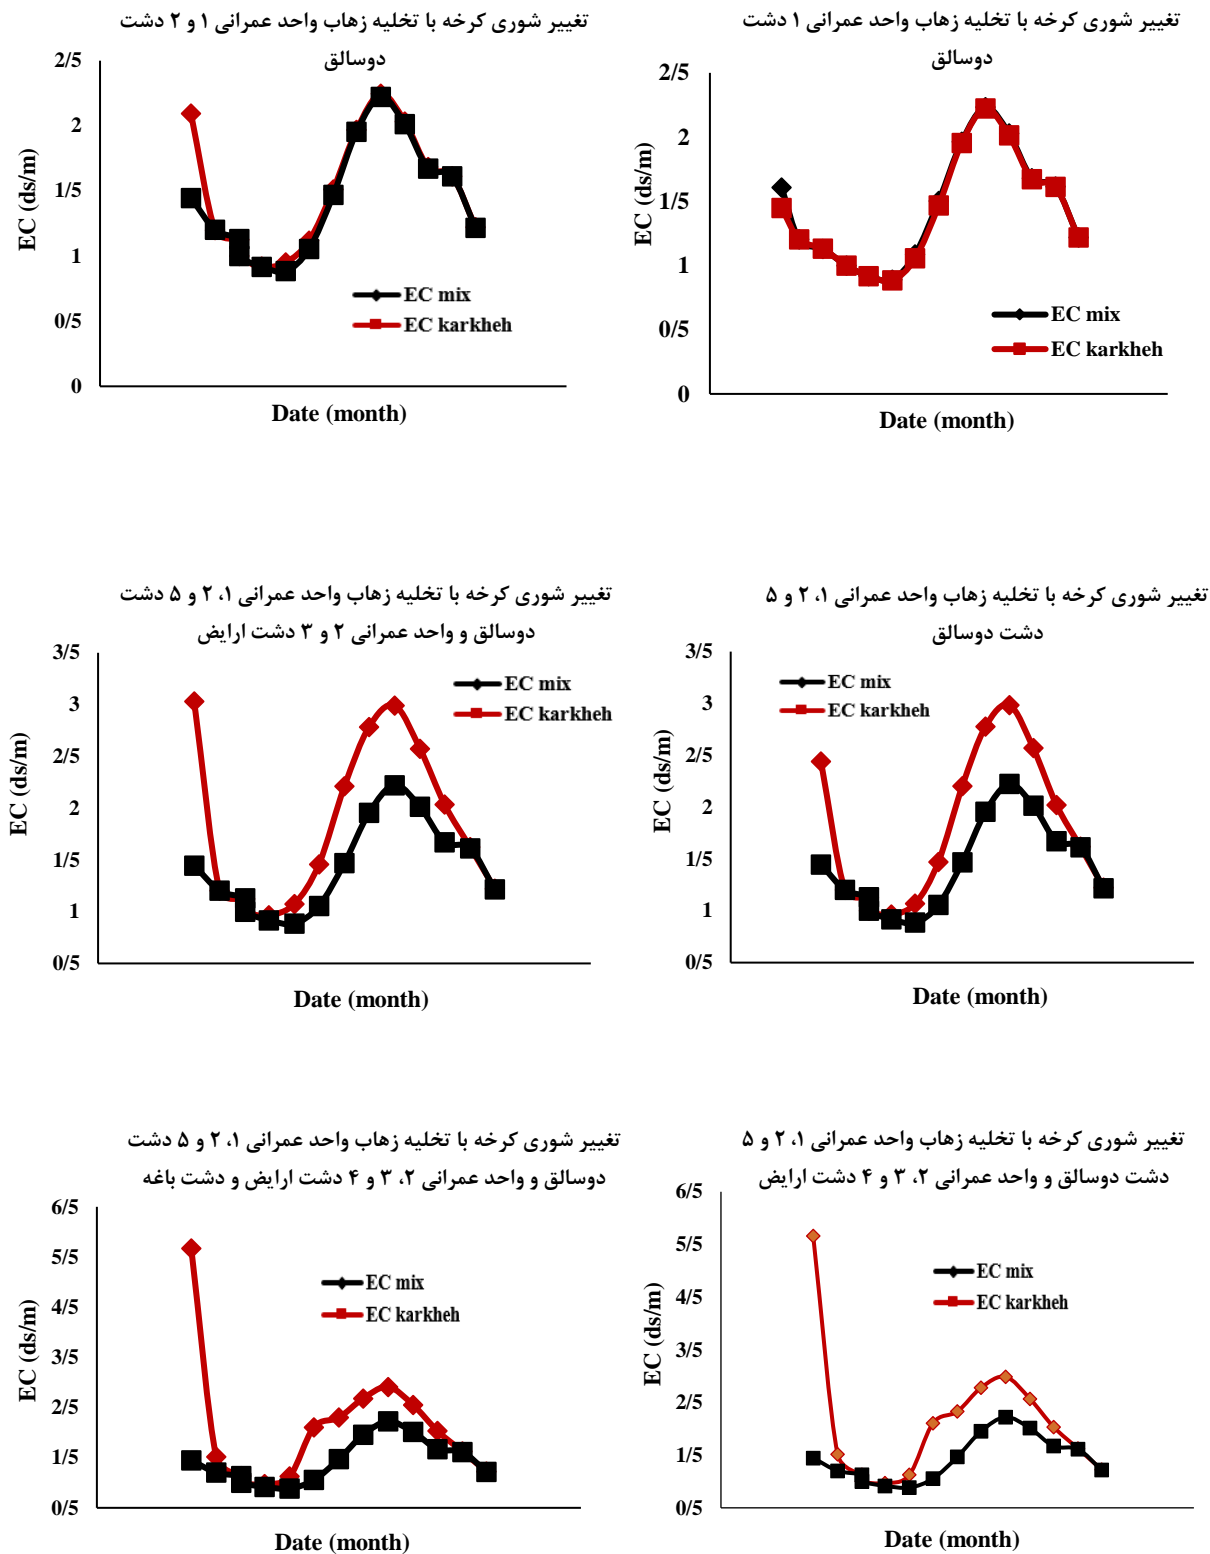 تغییر شوری کرخه با تخلیه زهاب واحد عمرانی ۱ دشت
دوسالق
2/5
2
1/5
1
0/5
0
EC (ds/m)
EC mix
EC karkheh
Date (month)
تغییر شوری کرخه با تخلیه زهاب واحد عمرانی ۱ و ۲ دشت
دوسالق
2/5
2
1/5
1
0/5
0
EC (ds/m)
EC mix
EC karkheh
Date (month)
تغییر شوری کرخه با تخلیه زهاب واحد عمرانی ۱، ۲ و ۵
دشت دوسالق
3/5
3
2/5
2
1/5
1
0/5
EC (ds/m)
EC mix
EC karkheh
Date (month)
تغییر شوری کرخه با تخلیه زهاب واحد عمرانی ۱، ۲ و ۵ دشت
دوسالق و واحد عمرانی ۲ و ۳ دشت ارایض
3/5
3
2/5
2
1/5
1
0/5
EC (ds/m)
EC mix
EC karkheh
Date (month)
تغییر شوری کرخه با تخلیه زهاب واحد عمرانی ۱، ۲ و ۵
دشت دوسالق و واحد عمرانی ۲، ۳ و ۴ دشت ارایض
6/5
5/5
4/5
3/5
2/5
1/5
0/5
EC (ds/m)
EC mix
EC karkheh
Date (month)
تغییر شوری کرخه با تخلیه زهاب واحد عمرانی ۱، ۲ و ۵ دشت
دوسالق و واحد عمرانی ۲، ۳ و ۴ دشت ارایض و دشت باغه
6/5
5/5
4/5
3/5
2/5
1/5
0/5
EC (ds/m)
EC mix
EC karkheh
Date (month)